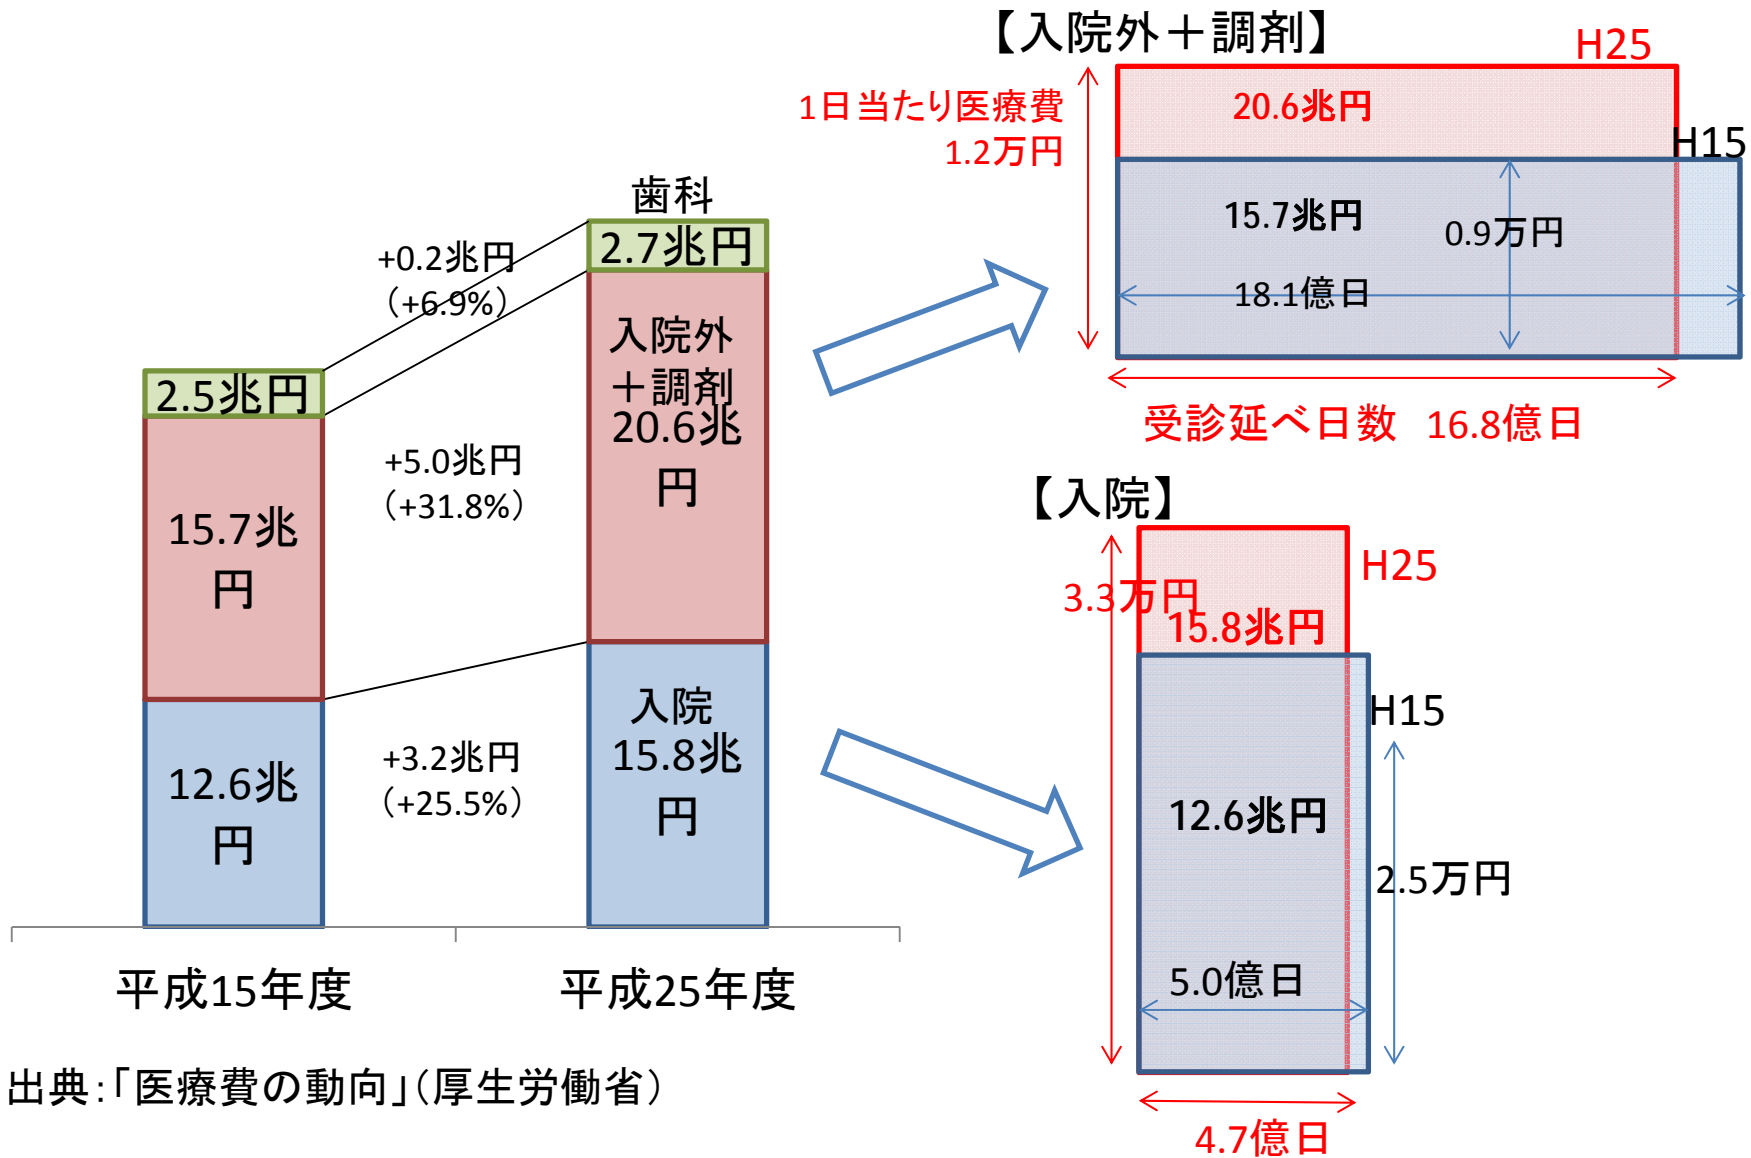 【入院外＋調剤】
H25
1日当たり医療費
1.2万円
20.6兆円
H15
15.7兆円
0.9万円
18.1億日
受診延べ日数 16.8億日
歯科
2.7兆円
+0.2兆円
（+6.9%）
入院外
＋調剤
20.6兆
円
2.5兆円
+5.0兆円
（+31.8%）
15.7兆
円
入院
15.8兆
円
+3.2兆円
（+25.5%）
12.6兆
円
平成15年度
平成25年度
【入院】
H25
3.3万円
15.8兆円
H15
12.6兆円
2.5万円
5.0億日
4.7億日
出典：「医療費の動向」（厚生労働省）